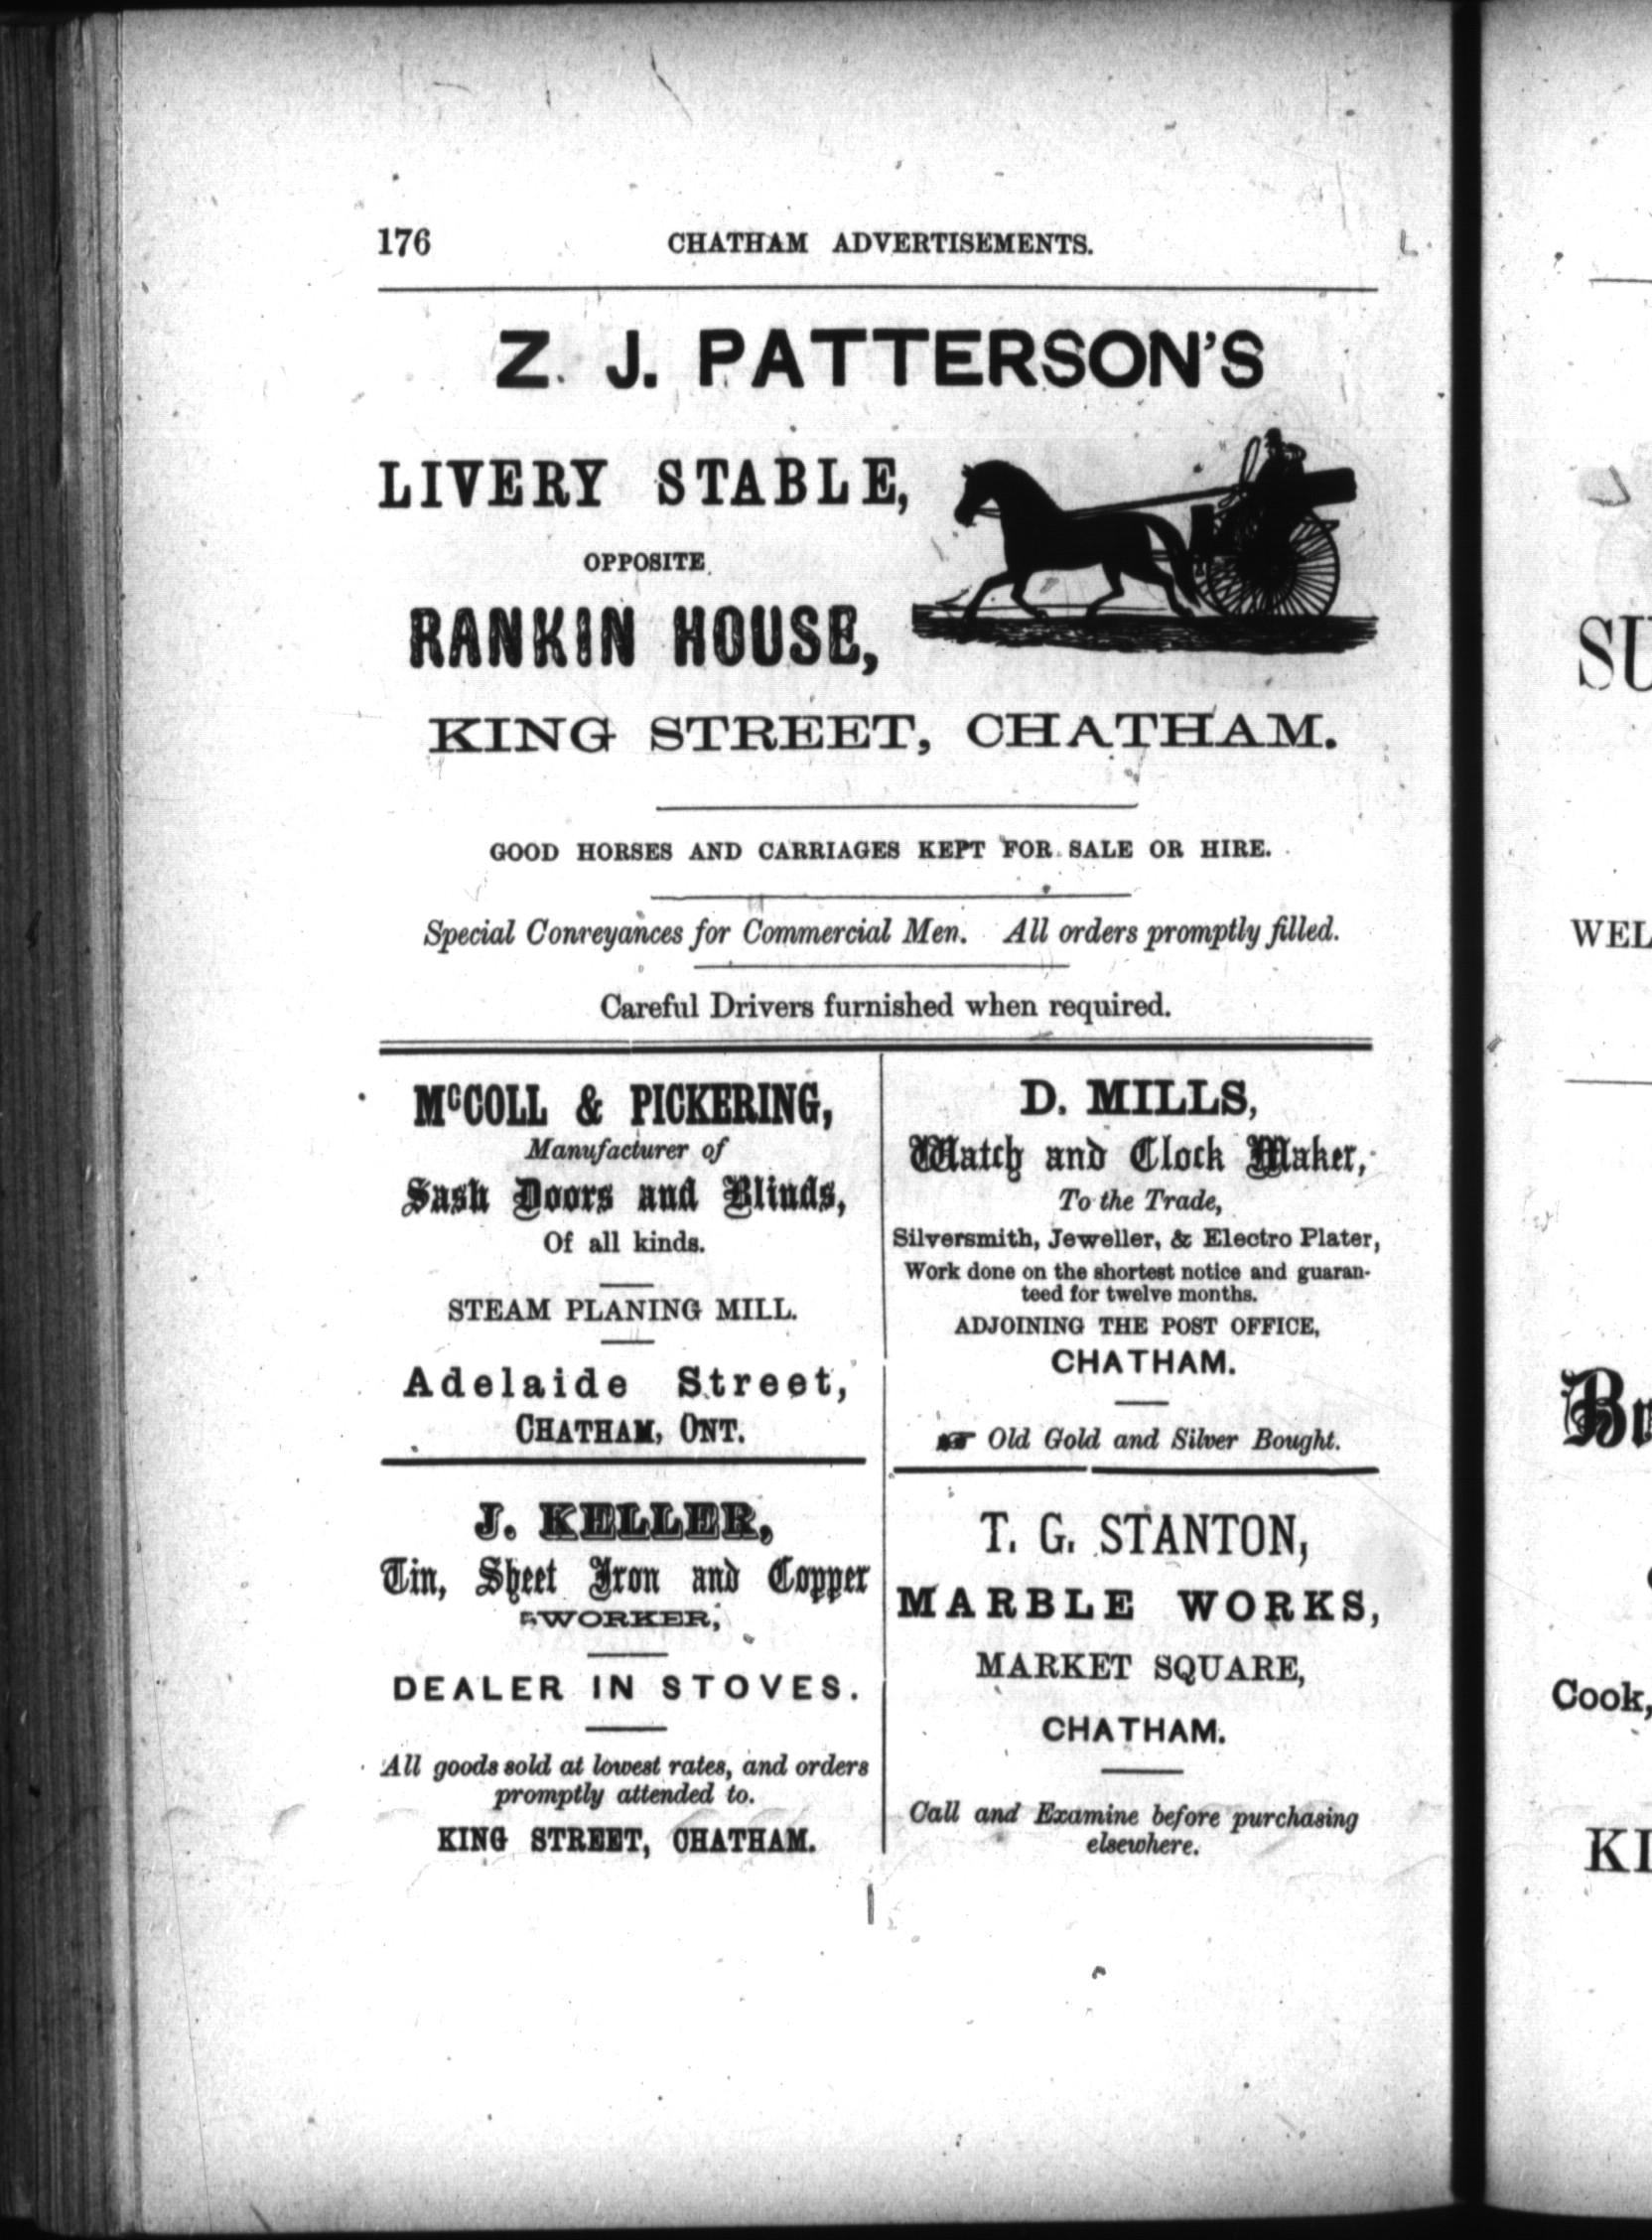 176 CHATHAM ADVERTISEMENTS.
Z. J. PATTERSON'S
LIVERY STABLE,
OPPOSITE
RANKIN HOUSE,
KING STREET, CHATHAM.
GOOD HORSES AND CARRIAGES KEPT FOR SALE OR HIRE.
Special Conveyances for Commercial Men. All orders promptly filled.
Careful Drivers furnished when required.
McCOLL & PICKERING,
Manufacturer of
Sash Doors and Blinds,
Of all kinds.
STEAM PLANING MILL.
Adelaide Street,
CHATHAM, ONT.
D. MILLS,
Watch and Clock Maker,
To the Trade,
Silversmith, Jeweller, & Electro Plater,
Work done on the shortest notice and guaran-
teed for twelve months.
ADJOINING THE POST OFFICE,
CHATHAM.
☛ Old Gold and Silver Bought.
J. KELLER,
Tin, Sheet Iron and Copper
WORKER,
DEALER IN STOVES.
All goods sold at lowest rates, and orders
promptly attended to.
KING STREET, CHATHAM.
T. G. STANTON,
MARBLE WORKS,
MARKET SQUARE,
CHATHAM.
Call and Examine before purchasing
elsewhere.
SU
WEL
Cook,
KI